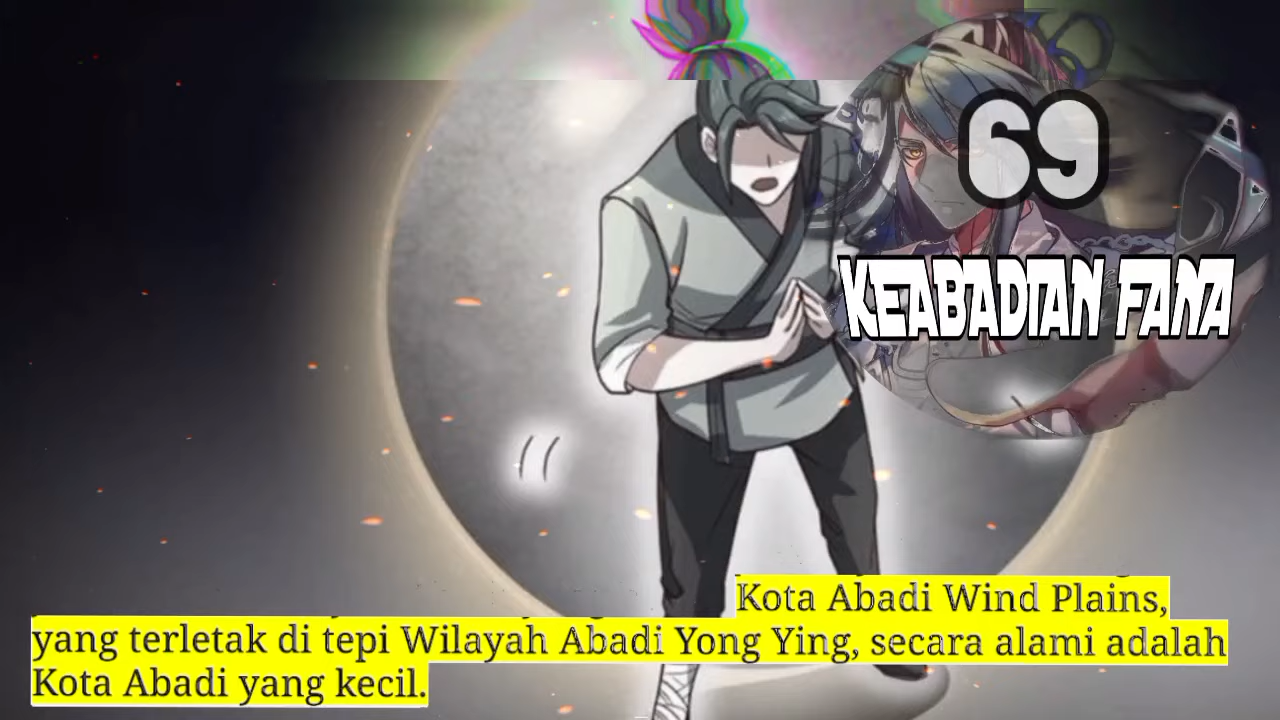 69
KEABADIAN FANA
Kota Abadi Wind Plains,
yang terletak di tepi Wilayah Abadi Yong Ying, secara alami adalah
Kota Abadi yang kecil.